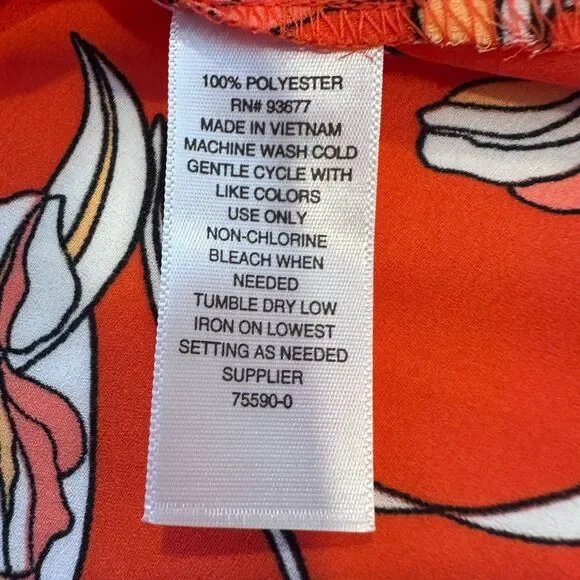 100% POLYESTER
RN# 93677
MADE IN VIETNAM
MACHINE WASH COLD
GENTLE CYCLE WITH
LIKE COLORS
USE ONLY
NON-CHLORINE
BLEACH WHEN
NEEDED
TUMBLE DRY LOW
IRON ON LOWEST
SETTING AS NEEDED
SUPPLIER
75590-0